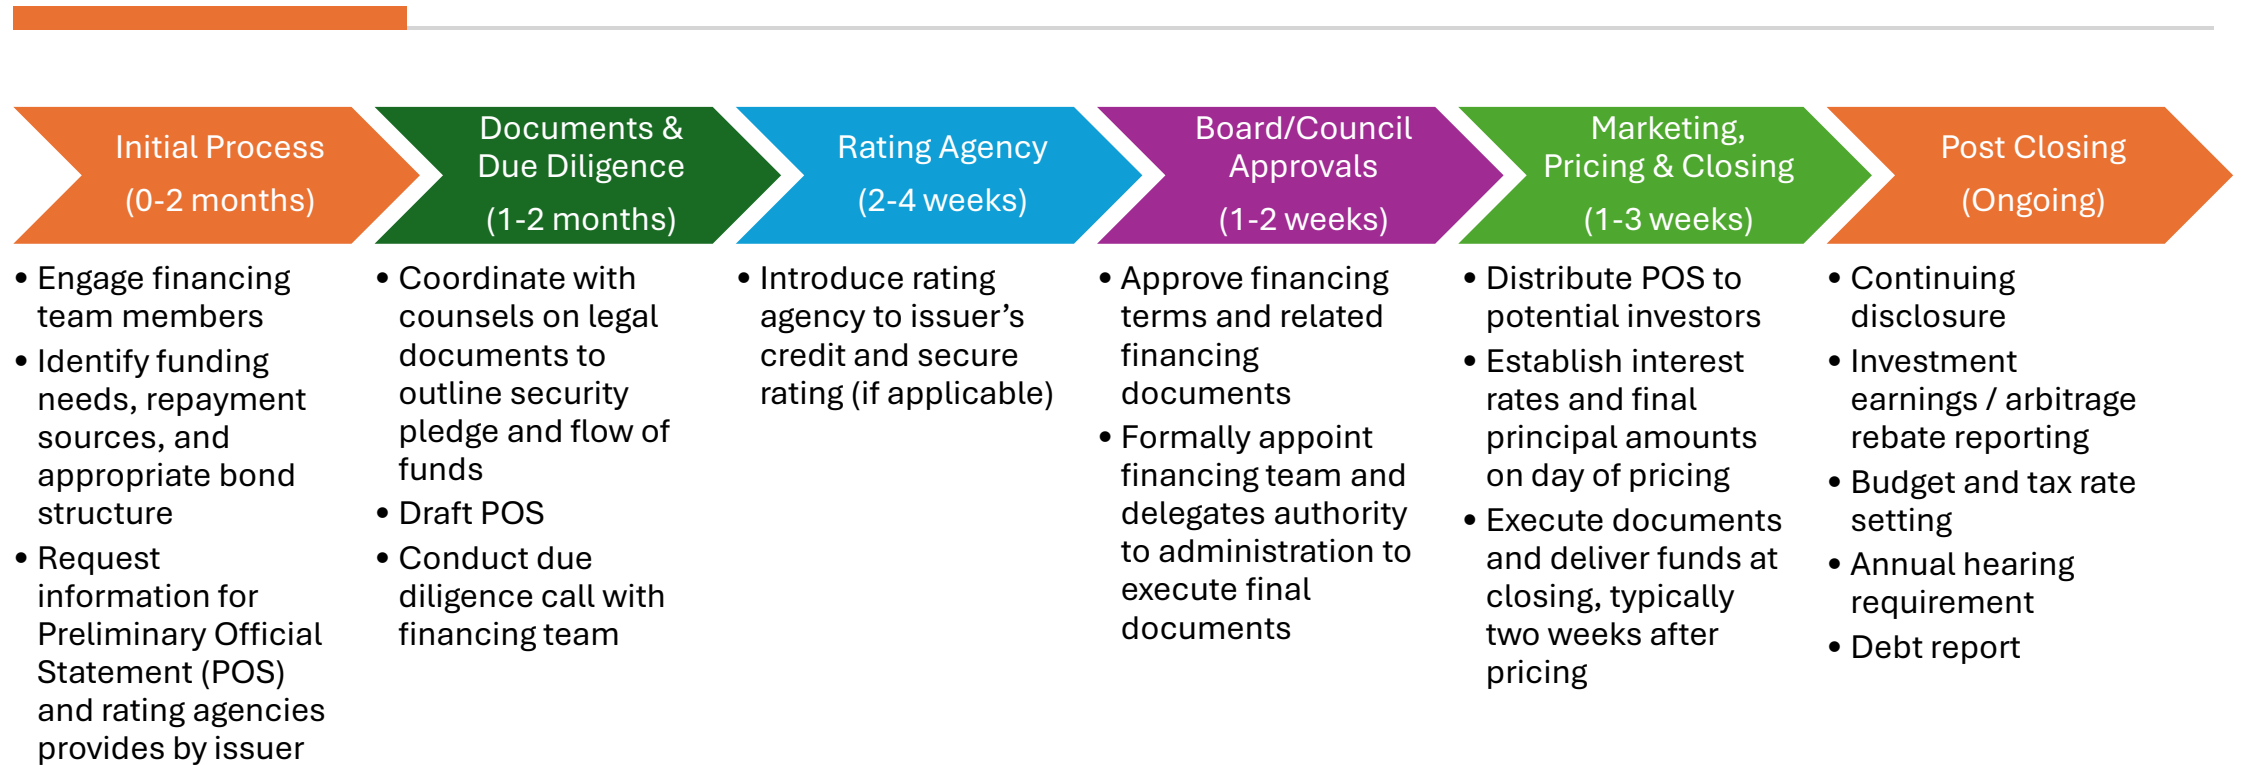 Initial Process
(0-2 months)
• Engage financing
team members
• Identify funding
needs, repayment
sources, and
appropriate bond
structure
• Request
information for
Preliminary Official
Statement (POS)
and rating agencies
provides by issuer
Documents &
Due Diligence
(1-2 months)
• Coordinate with
counsels on legal
documents to
outline security
pledge and flow of
funds
• Draft POS
• Conduct due
diligence call with
financing team
Rating Agency
(2-4 weeks)
• Introduce rating
agency to issuer’s
credit and secure
rating (if applicable)
Board/Council
Approvals
(1-2 weeks)
• Approve financing
terms and related
financing
documents
• Formally appoint
financing team and
delegates authority
to administration to
execute final
documents
Marketing,
Pricing & Closing
(1-3 weeks)
• Distribute POS to
potential investors
• Establish interest
rates and final
principal amounts
on day of pricing
• Execute documents
and deliver funds at
closing, typically
two weeks after
pricing
Post Closing
(Ongoing)
• Continuing
disclosure
• Investment
earnings / arbitrage
rebate reporting
• Budget and tax rate
setting
• Annual hearing
requirement
• Debt report